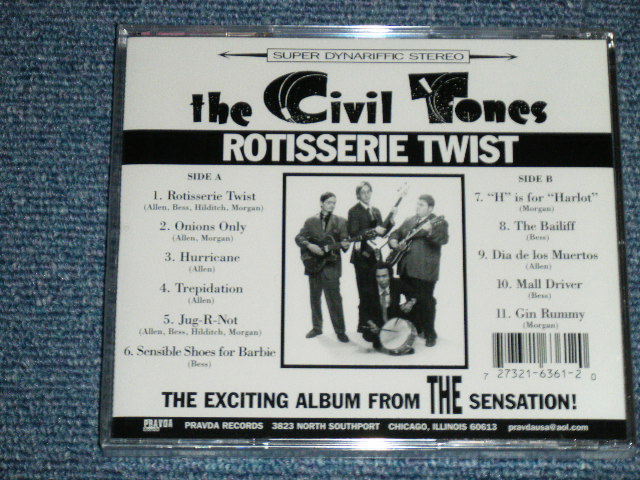 SUPER DYNARIFFIC STEREO
the Civil Tones
ROTISSERIE TWIST
SIDE A
1. Rotisserie Twist
(Allen, Bess, Hilditch, Morgan)
2. Onions Only
(Allen, Morgan)
3. Hurricane
(Allen)
4. Trepidation
(Allen)
5. Jug-R-Not
(Allen, Bess, Hilditch, Morgan)
6. Sensible Shoes for Barbie
(Bess)
SIDE B
7. “H” is for “Harlot”
(Morgan)
8. The Bailiff
(Bess)
9. Dia de los Muertos
(Allen)
10. Mall Driver
(Bess)
11. Gin Rummy
(Morgan)
7 27321-6361-2 0
THE EXCITING ALBUM FROM THE SENSATION!
PRAVDA PRAVDA RECORDS 3823 NORTH SOUTHPORT CHICAGO, ILLINOIS 60613 pravdausa@aol.com